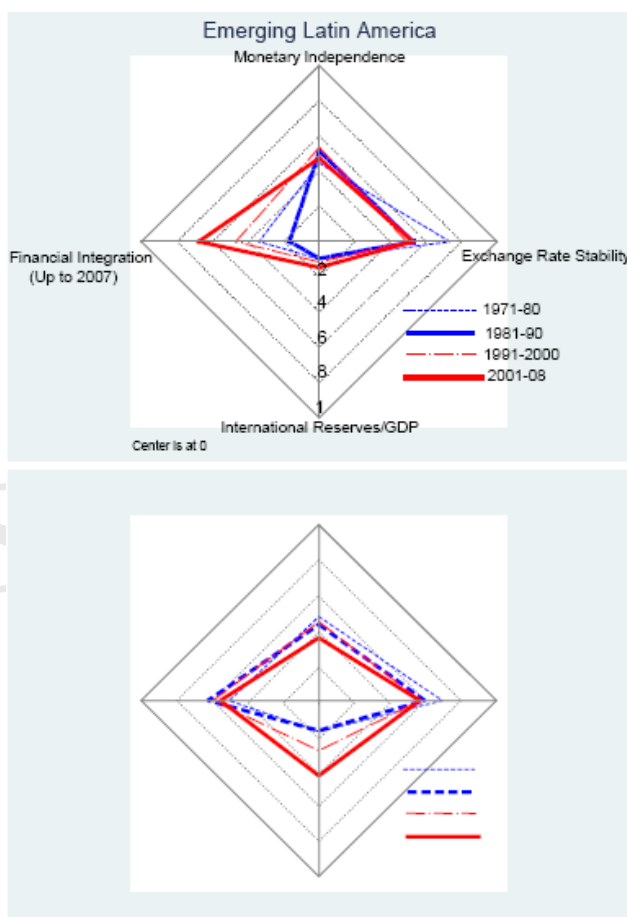 Emerging Latin America
Monetary Independence
Financial Integration
(Up to 2007)
Exchange Rate Stability
2
4
6
8
1
1971-80
1981-90
1991-2000
2001-08
International Reserves/GDP
Center is at 0